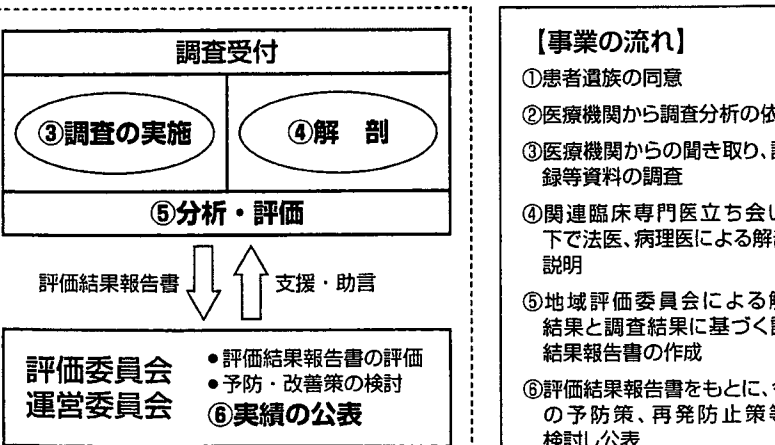 調査受付
③調査の実施
④解 剖
⑤分析・評価
評価結果報告書
支援・助言
評価委員会
運営委員会
●評価結果報告書の評価
●予防・改善策の検討
⑥実績の公表
【事業の流れ】
①患者遺族の同意
②医療機関から調査分析の依
③医療機関からの聞き取り、
録等資料の調査
④関連臨床専門医立ち会い
下で法医、病理医による解
説明
⑤地域評価委員会による
結果と調査結果に基づく
結果報告書の作成
⑥評価結果報告書をもとに、
の予防策、再発防止策
検討し公表